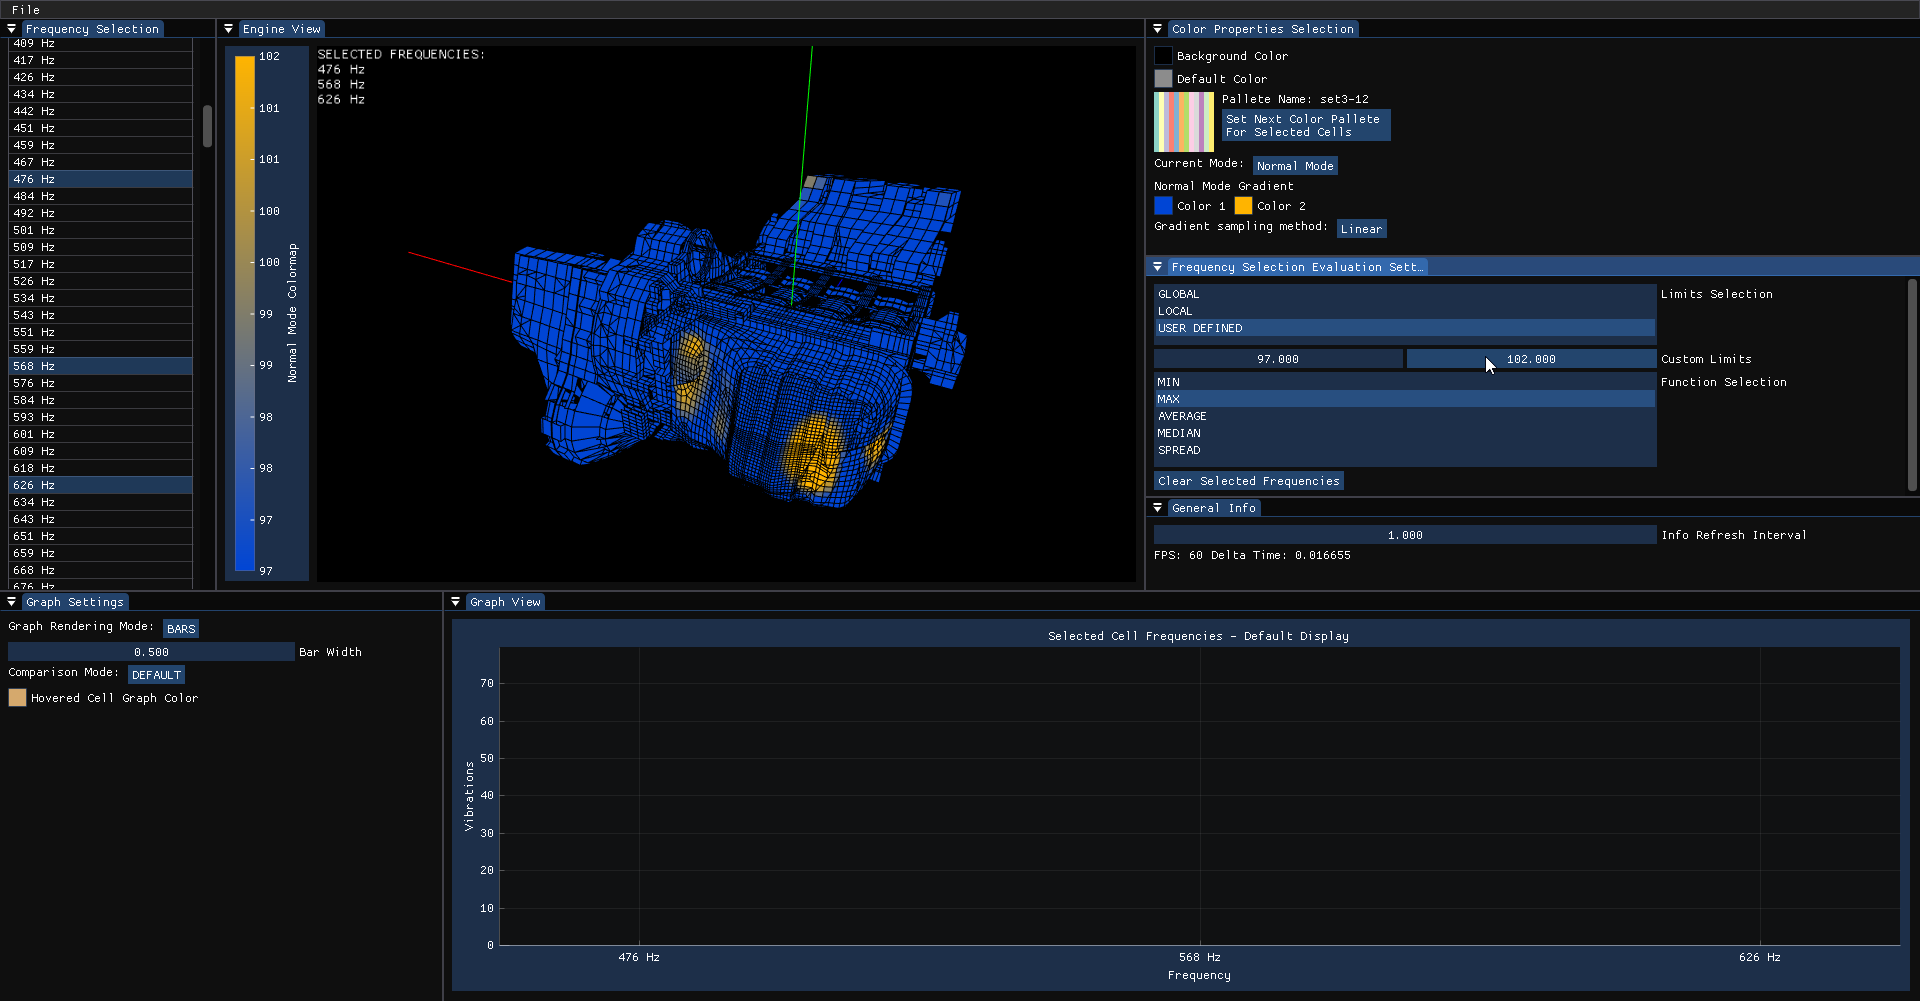 File
Frequency Selection
409 Hz
417 Hz
426 Hz
434 Hz
442 Hz
451 Hz
459 Hz
467 Hz
476 Hz
484 Hz
492 Hz
501 Hz
509 Hz
517 Hz
526 Hz
534 Hz
543 Hz
551 Hz
559 Hz
568 Hz
576 Hz
584 Hz
593 Hz
601 Hz
609 Hz
618 Hz
626 Hz
634 Hz
643 Hz
651 Hz
659 Hz
668 Hz
676 Hz
Engine View
102
101
101
100
100
99
99
98
98
97
97
Normal Mode Colormap
SELECTED FREQUENCIES:
476 Hz
568 Hz
626 Hz
Color Properties Selection
Background Color
Default Color
Pallete Name: set3-12
Set Next Color Pallete
For Selected Cells
Current Mode: Normal Mode
Normal Mode Gradient
Color 1 Color 2
Gradient sampling method: Linear
Frequency Selection Evaluation Sett…
GLOBAL
LOCAL
USER DEFINED
Limits Selection
97.000 102.000 Custom Limits
MIN
MAX
AVERAGE
MEDIAN
SPREAD
Function Selection
Clear Selected Frequencies
General Info
1.000 Info Refresh Interval
FPS: 60 Delta Time: 0.016655
Graph Settings
Graph Rendering Mode: BARS
0.500 Bar Width
Comparison Mode: DEFAULT
Hovered Cell Graph Color
Graph View
Selected Cell Frequencies - Default Display
Vibrations
70
60
50
40
30
20
10
0
476 Hz 568 Hz 626 Hz
Frequency